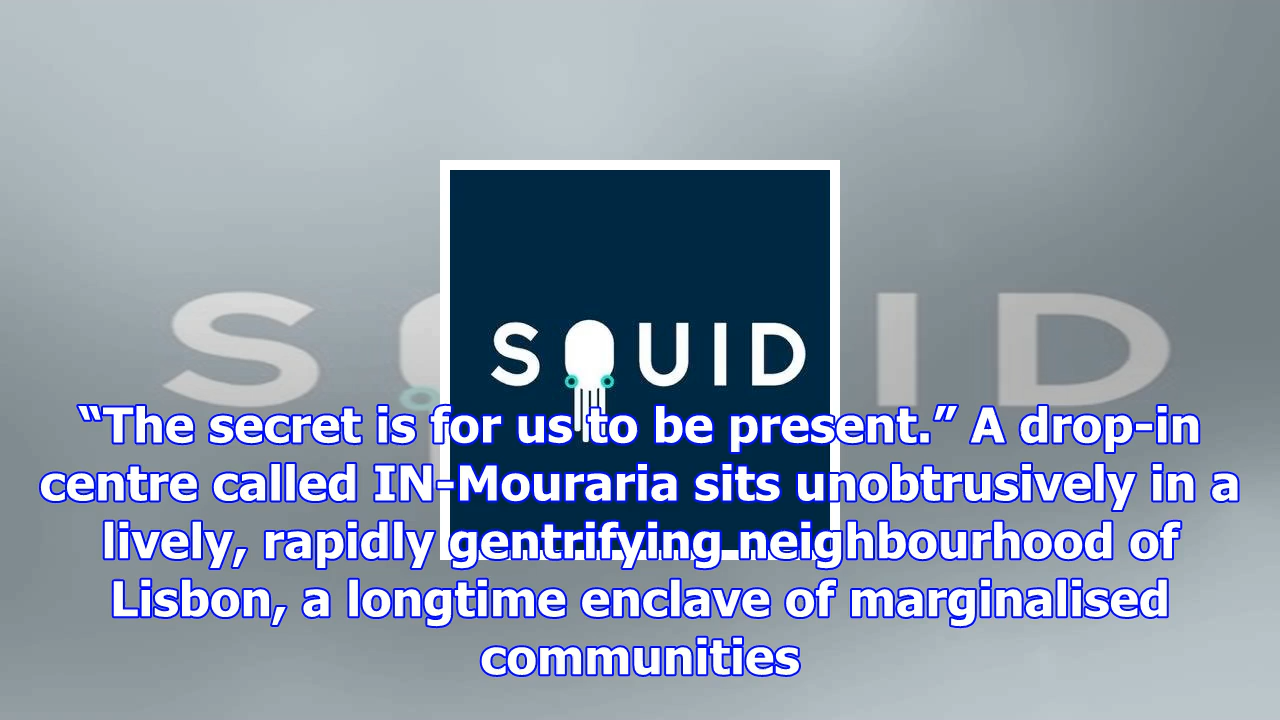 SQUID
“The secret is for us to be present.” A drop-in
centre called IN-Mouraria sits unobtrusively in a
lively, rapidly gentrifying neighbourhood of
Lisbon, a longtime enclave of marginalised
communities